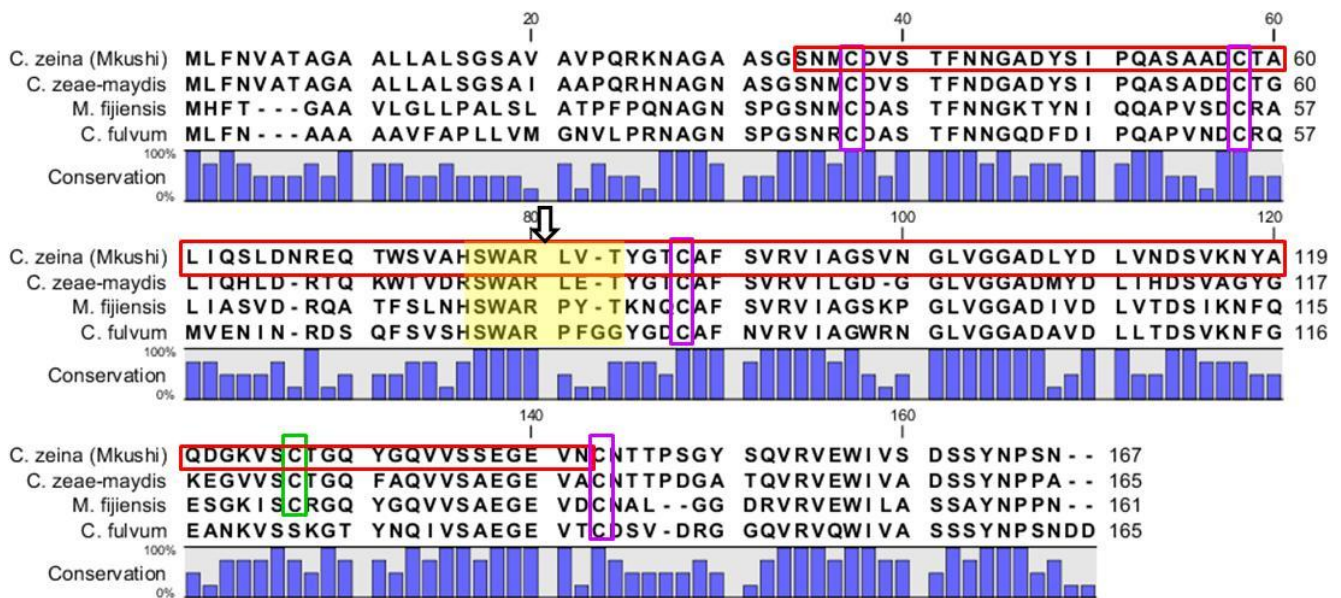 20 40 60
C. zeina (Mkushi) MLFNVATAGA ALLALSGSAV AVPQRKNAGA ASGSNMCDVS TFNNGADYSI PQASAADCTA 60
C. zeae-maydis MLFNVATAGA ALLALSGSAI AAPQRHNAGN ASGSNMCDVS TFNDGADYSI PQASADDCTG 60
M. fijiensis MHFT---GAA VLGLLPALSL ATPFPQNAGN SPGSNMCDAS TFNNGKTYNI QQAPVSDCRA 57
C. fulvum MLFN---AAA AAVFAPLLVM GNVLPRNAGN SPGSNRCDAS TFNNGQDFDI PQAPVNDCRQ 57
100%
Conservation
0%
80 100 120
C. zeina (Mkushi) LIQSLDNREQ TWSVAHSWAR LV-TYGTCAF SVRVIAGSVN GLVGGADLYD LVNDSVKNYA 119
C. zeae-maydis LIQHLD-RTQ KWTVDRSWAR LE-TYGTCAF SVRVILGD-G GLVGGADMYD LIHDSVAGYG 117
M. fijiensis LIASVD-RQA TFSLNHSWAR PY-TKNQCAF SVRVIAGSKP GLVGGADIVD LVTDSIKNFQ 115
C. fulvum MVENIN-RDS QFSVSHSWAR PFGGYGDCAF NVRVIAGWRN GLVGGADAVD LLTDSVKNFG 116
100%
Conservation
0%
140 160
C. zeina (Mkushi) QDGKVSCTGQ YGQVVSSEGE VNCNTTPSGY SQVRVEWIVS DSSYNPSN-- 167
C. zeae-maydis KEGVVSCTGQ FAQVVSAEGE VACNTTPDGA TQVRVEWIVA DSSYNPPA-- 165
M. fijiensis ESGKISCRGQ YGQVVSAEGE VDCNAL--GG DRVRVEWILA SSAYNPPN-- 161
C. fulvum EANKVSSKGT YNQIVSAEGE VTCDSV-DRG GQVRVQWIVA SSSYNPSNDD 165
100%
Conservation
0%